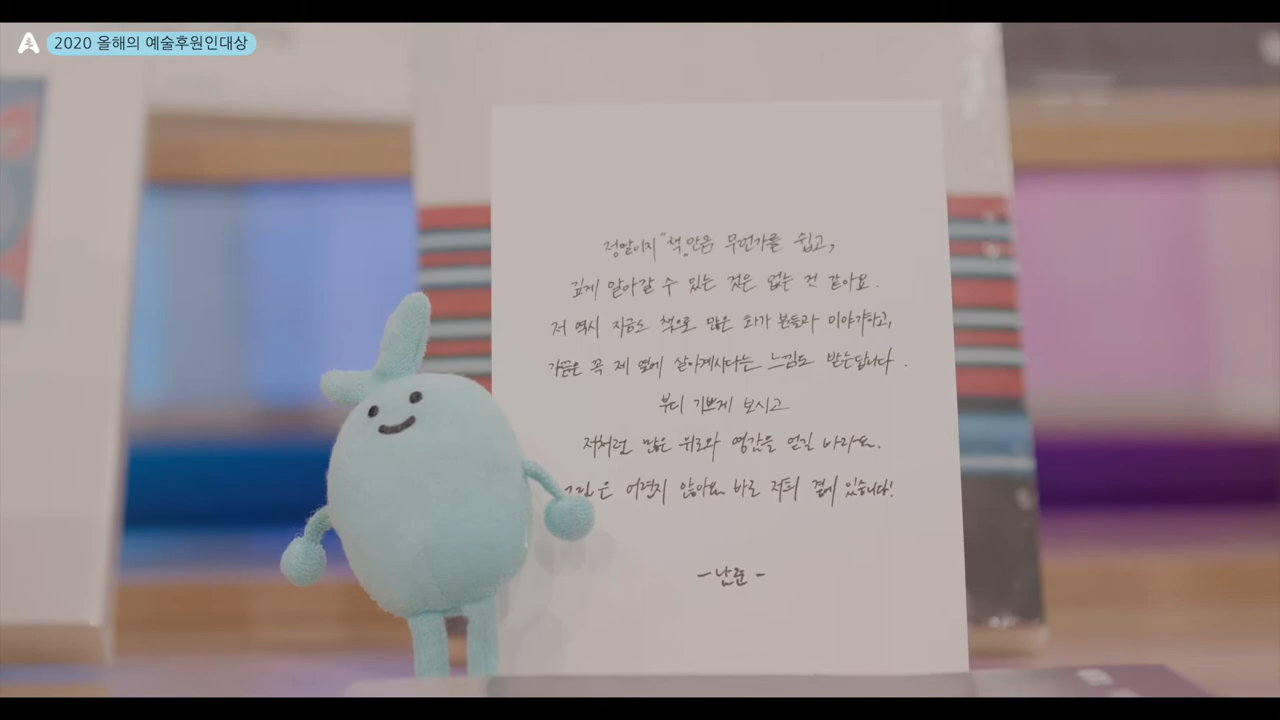 2020 올해의 예술후원인대상
정말이지 "책"만큼 무언가를 쉽고,
깊게 알아갈 수 있는 것은 없는 것 같아요.
저 역시 지금도 책으로 많은 화가 분들과 이야기하고,
가끔은 꼭 제 옆에 살아계시다는 느낌도 받는답니다.
부디 기쁘게 보시고
저처럼 많은 위로와 영감을 얻길 바라요.
그림은 어렵지 않아요 바로 저희 곁에 있습니다!
-남준-